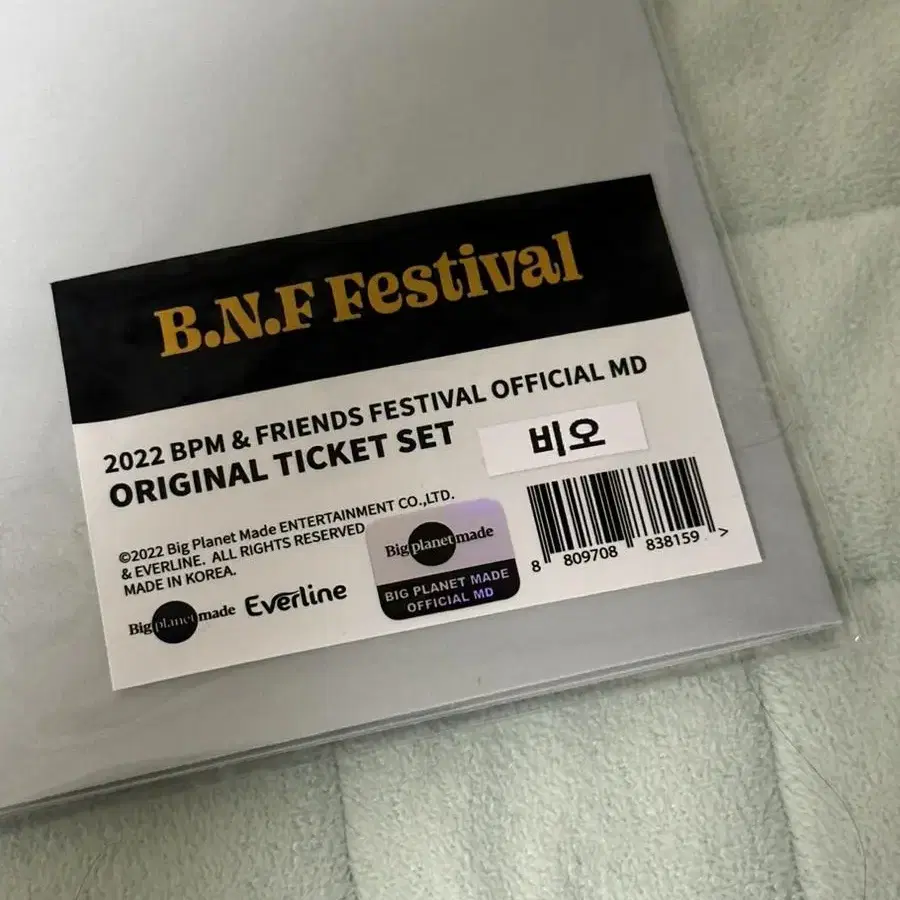 B.N.F Festival
2022 BPM & FRIENDS FESTIVAL OFFICIAL MD
ORIGINAL TICKET SET
비오
©2022 Big Planet Made ENTERTAINMENT CO.,LTD.
& EVERLINE. ALL RIGHTS RESERVED
MADE IN KOREA.
Big planet made
Everline
Big planet made
BIG PLANET MADE
OFFICIAL MD
8 809708 838159 >